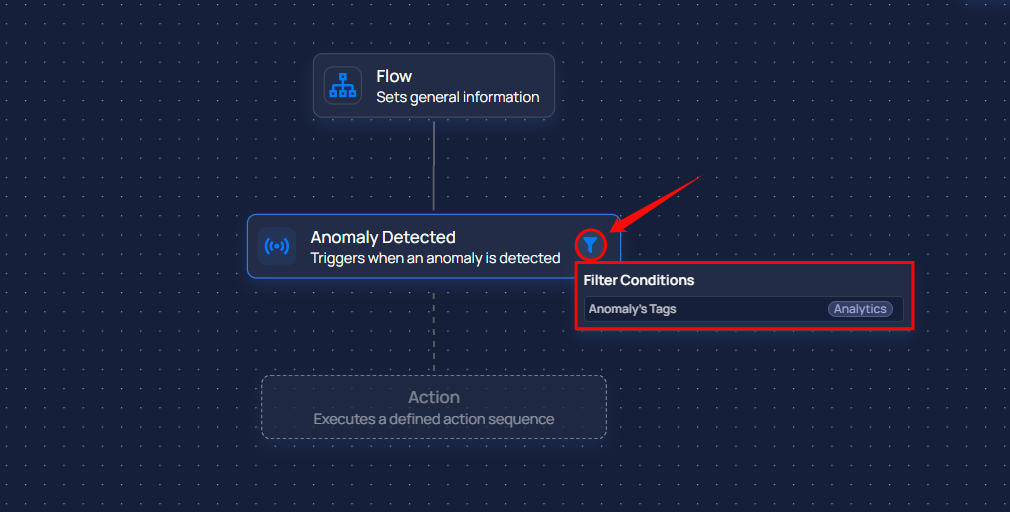 Flow
Sets general information
Anomaly Detected
Triggers when an anomaly is detected
Filter Conditions
Anomaly's Tags
Analytics
Action
Executes a defined action sequence